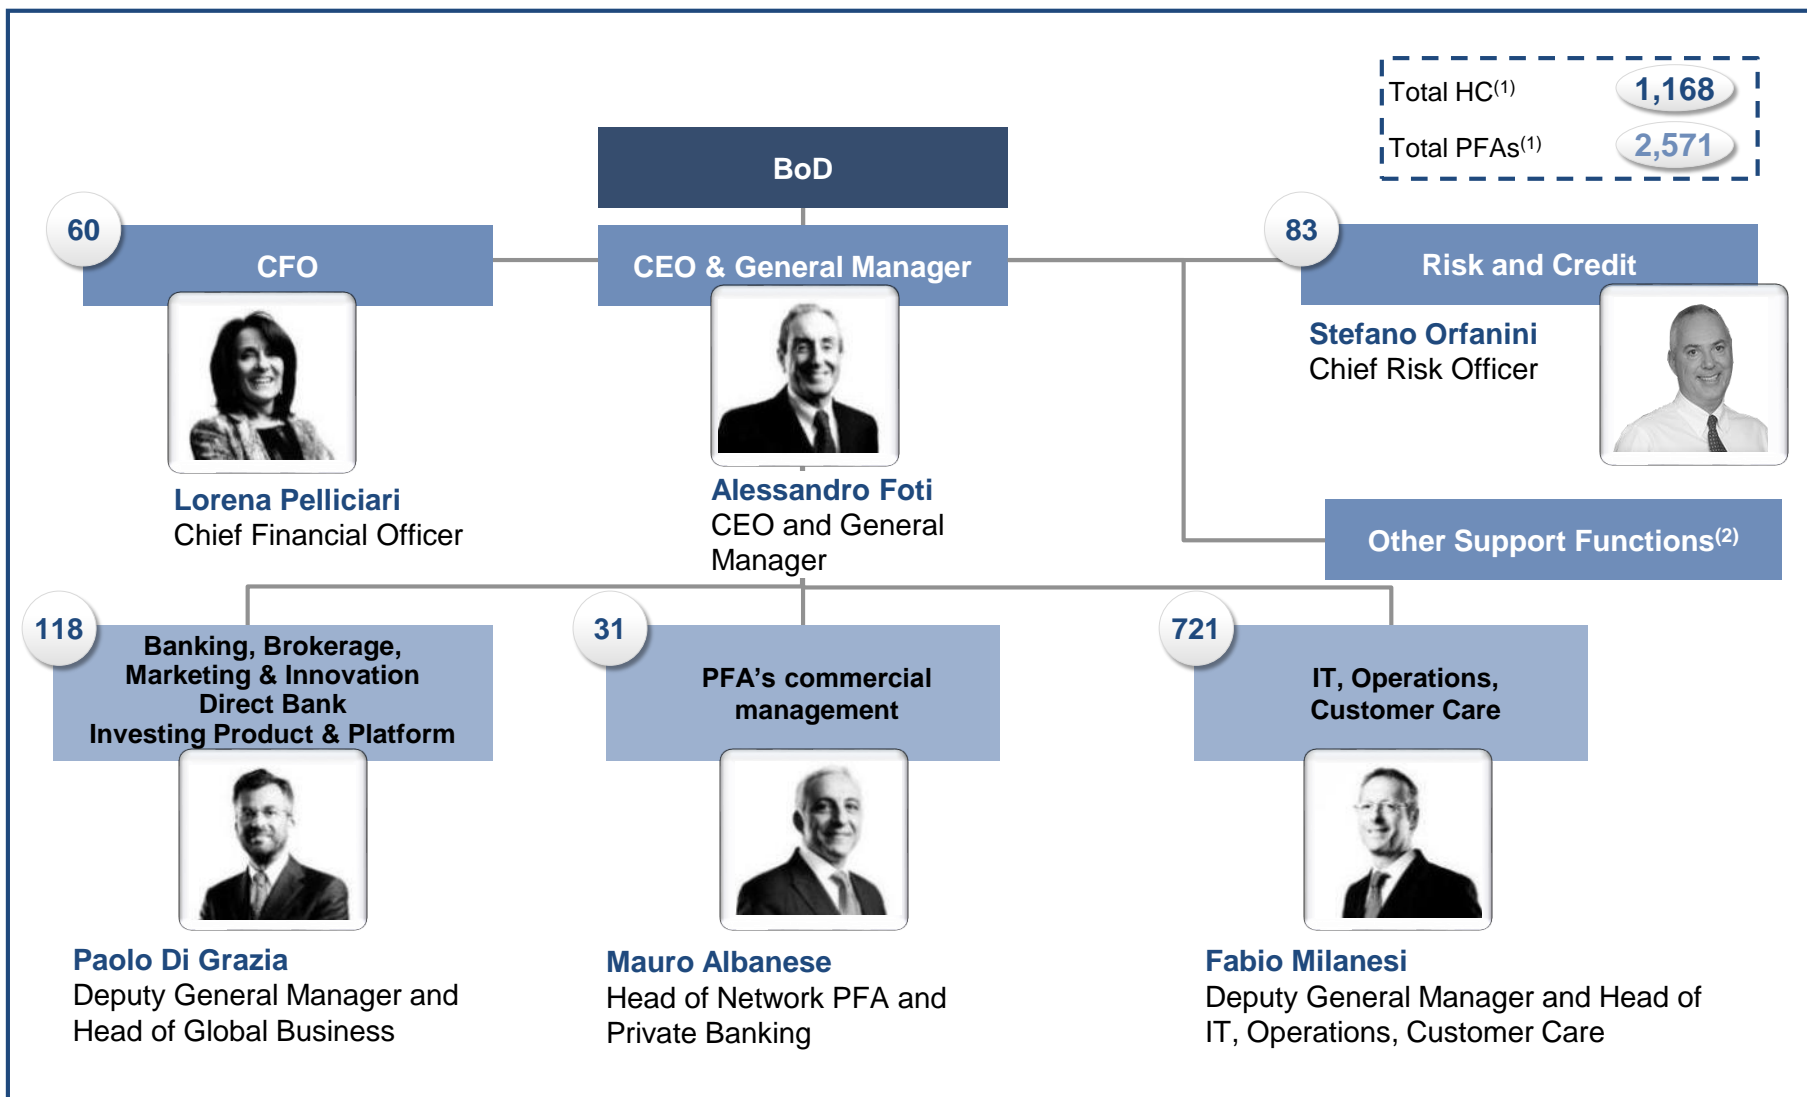 Total HC(1) 1,168
Total PFAs(1) 2,571
BoD
60
CFO
CEO & General Manager
83
Risk and Credit
Lorena Pelliciari
Chief Financial Officer
Alessandro Foti
CEO and General
Manager
Stefano Orfanini
Chief Risk Officer
Other Support Functions(2)
118
Banking, Brokerage,
Marketing & Innovation
Direct Bank
Investing Product & Platform
31
PFA’s commercial
management
721
IT, Operations,
Customer Care
Paolo Di Grazia
Deputy General Manager and
Head of Global Business
Mauro Albanese
Head of Network PFA and
Private Banking
Fabio Milanesi
Deputy General Manager and Head of
IT, Operations, Customer Care